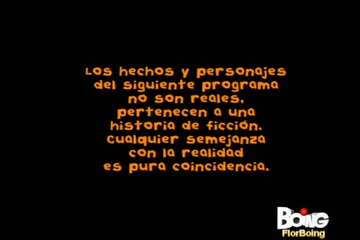 Los hechos y personajes
del siguiente programa
no son reales,
pertenecen a una
historia de ficción.
cualquier semejanza
con la realidad
es pura coincidencia.
BOING
FlorBoing